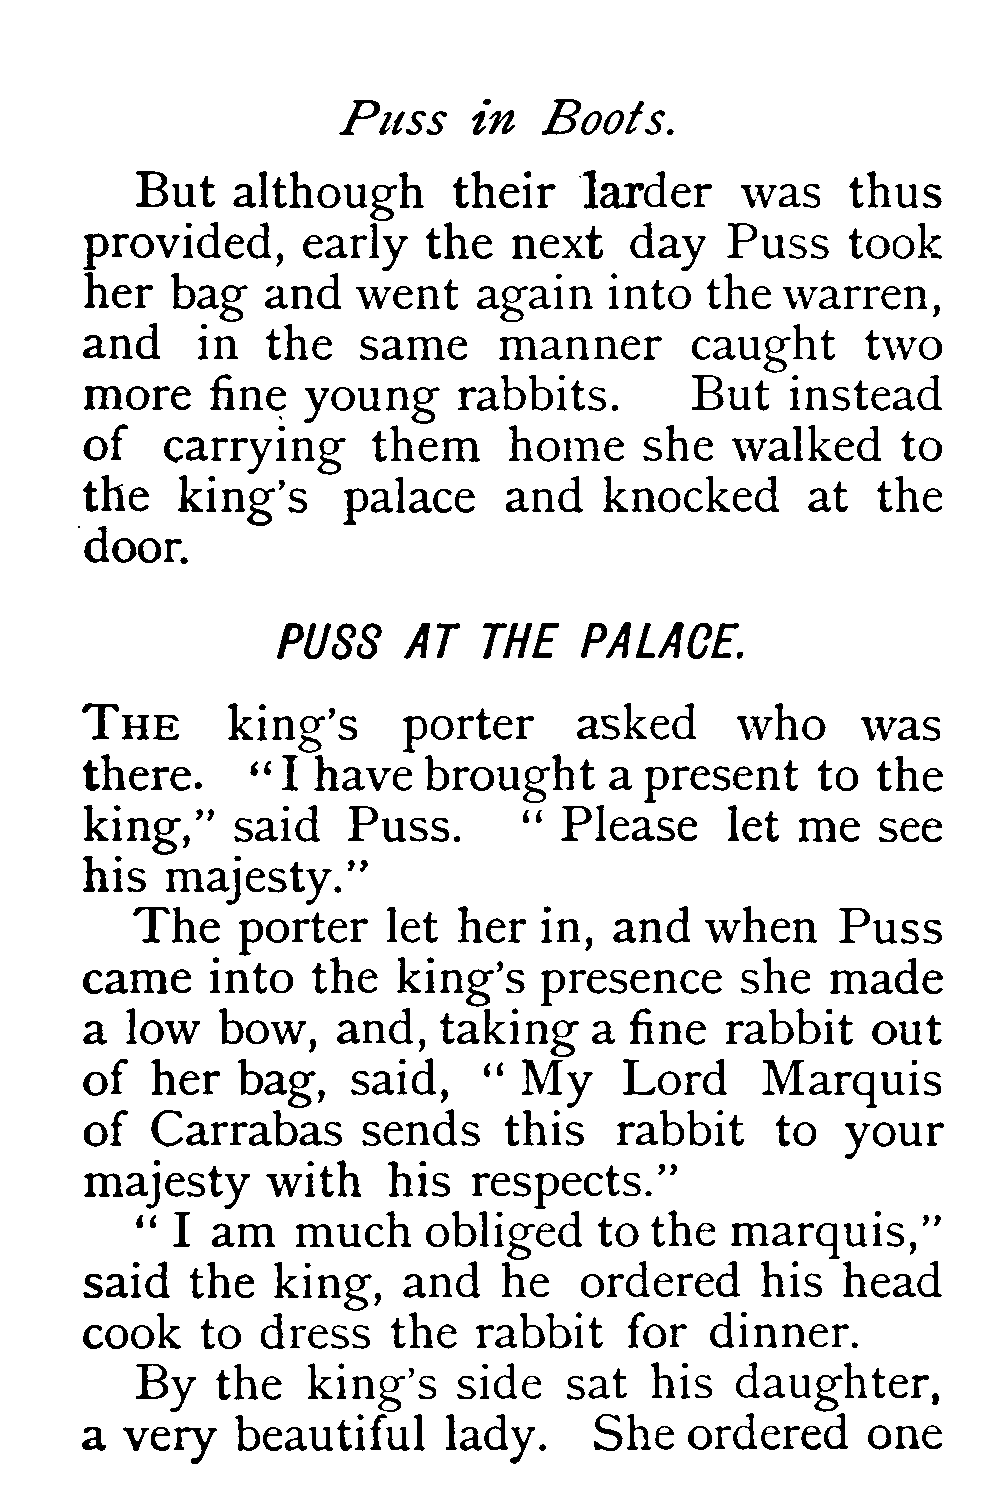 Puss in Boots.
But although their larder was thus
provided, early the next day Puss took
her bag and went again into the warren,
and in the same manner caught two
more fine young rabbits. But instead
of carrying them home she walked to
the king's palace and knocked at the
door.
PUSS AT THE PALACE.
THE king's porter asked who was
there. "I have brought a present to the
king," said Puss. "Please let me see
his majesty."
The porter let her in, and when Puss
came into the king's presence she made
a low bow, and, taking a fine rabbit out
of her bag, said, "My Lord Marquis
of Carrabas sends this rabbit to your
majesty with his respects."
"I am much obliged to the marquis,"
said the king, and he ordered his head
cook to dress the rabbit for dinner.
By the king's side sat his daughter,
a very beautiful lady. She ordered one